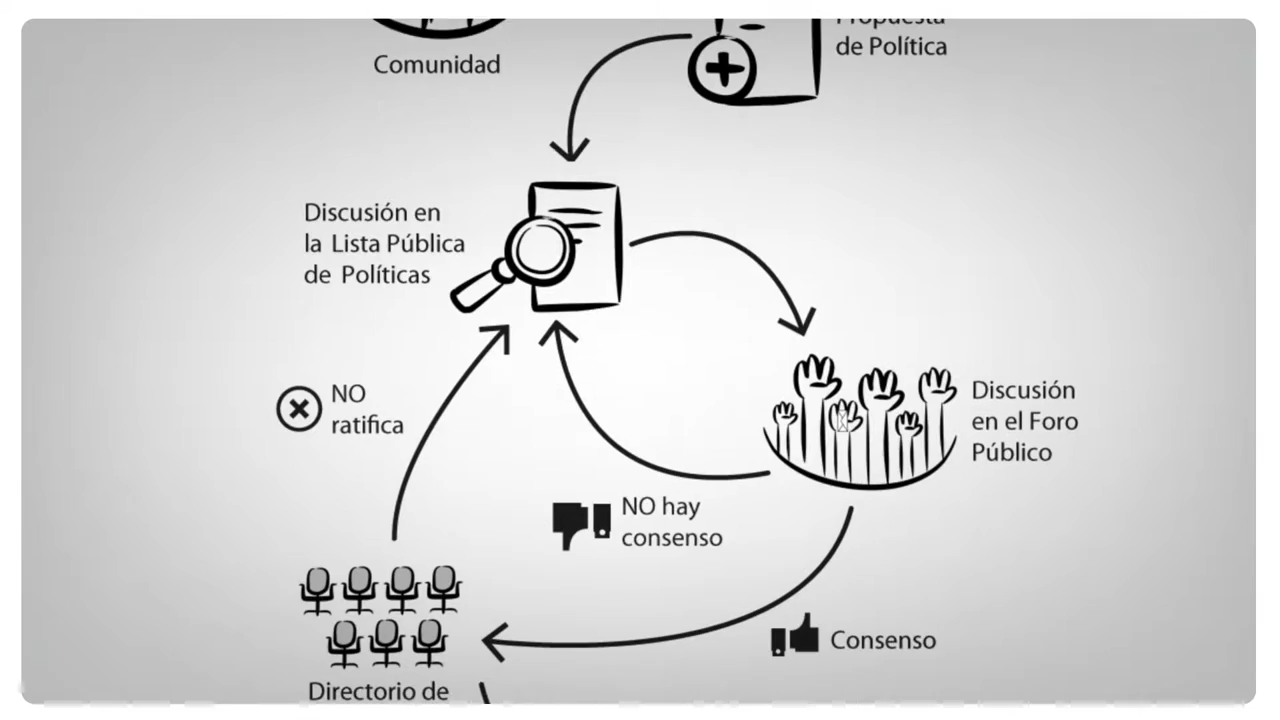 Propuesta
de Política
Comunidad
Discusión en
la Lista Pública
de Políticas
Discusión
en el Foro
Público
NO
ratifica
NO hay
consenso
Consenso
Directorio de